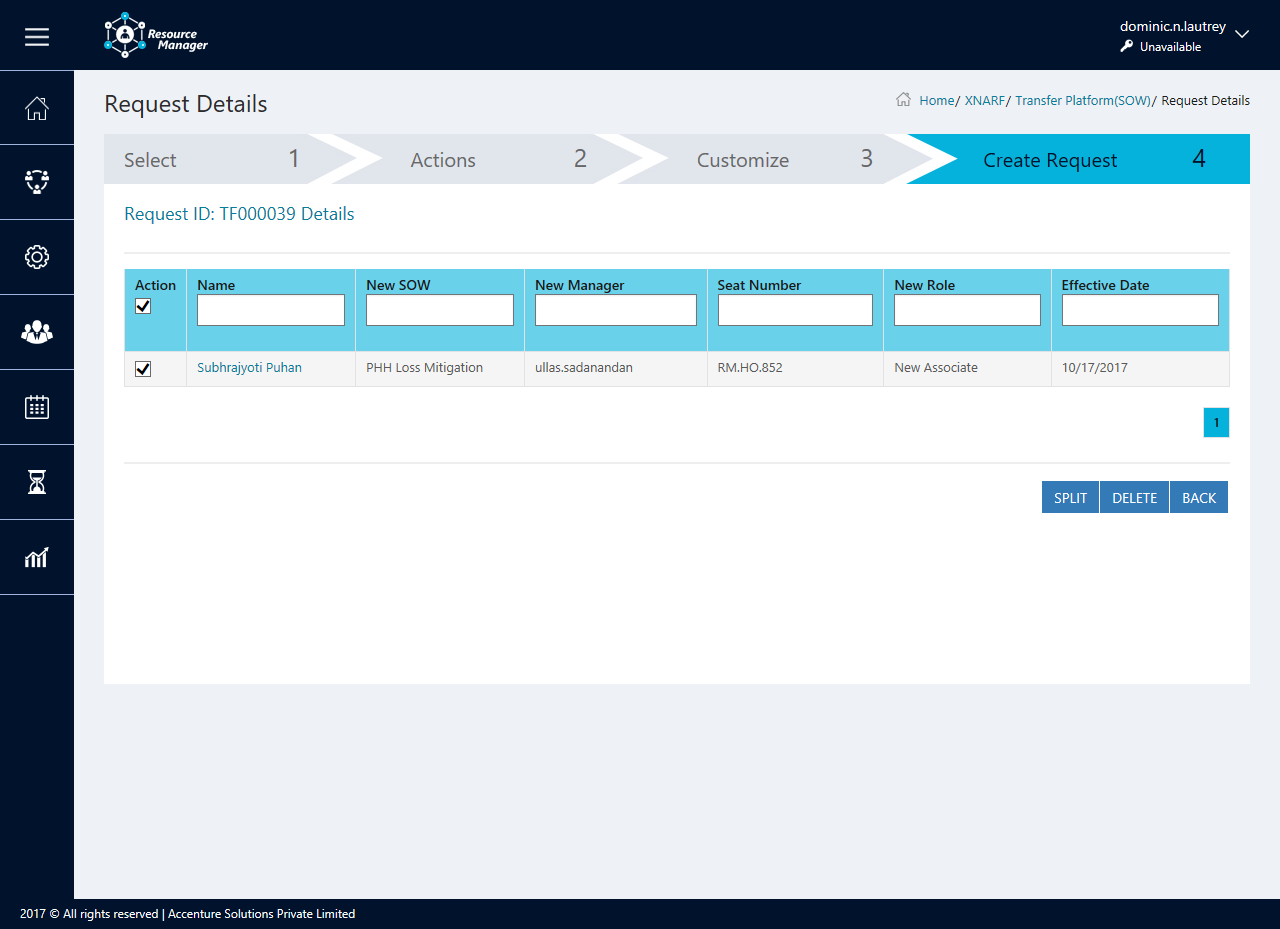 Resource
Manager
dominic.n.lautrey
Unavailable
Request Details
Home/ XNARF/ Transfer Platform(SOW)/ Request Details
Select 1 Actions 2 Customize 3 Create Request 4
Request ID: TF000039 Details
Action Name New SOW New Manager Seat Number New Role Effective Date
Subhrajyoti Puhan PHH Loss Mitigation ullas.sadanandan RM.HO.852 New Associate 10/17/2017
1
SPLIT DELETE BACK
2017 © All rights reserved | Accenture Solutions Private Limited